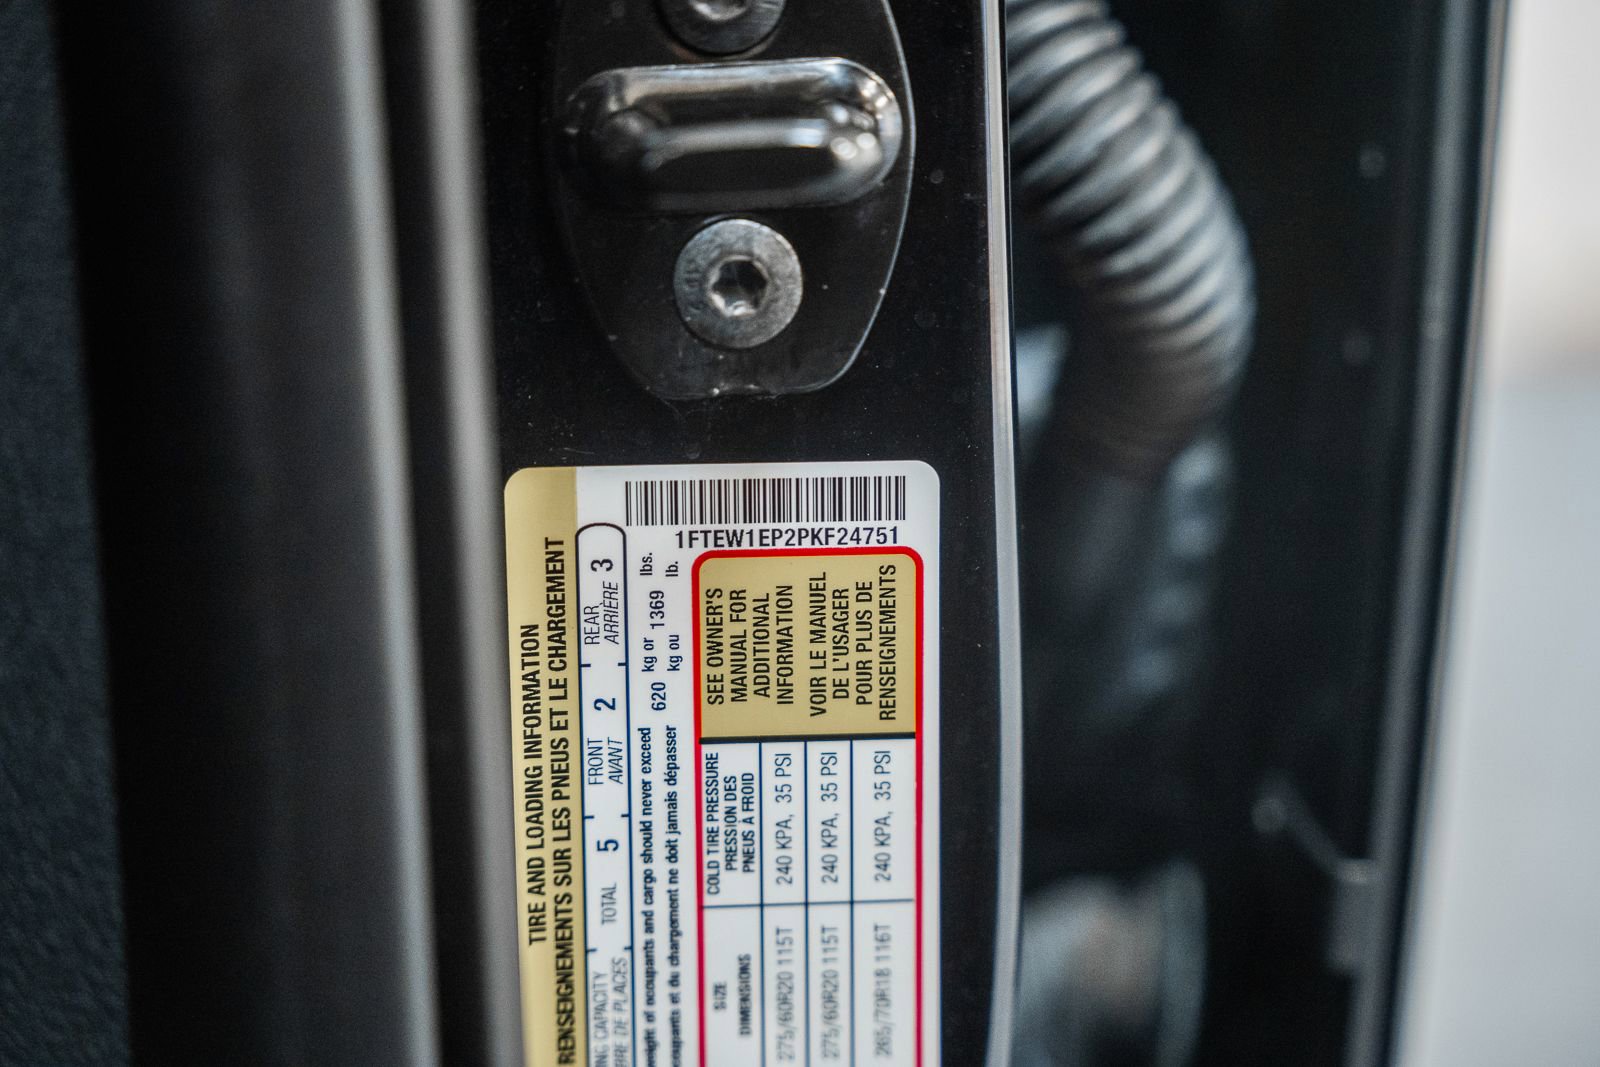 1FTEW1EP2PKF24751
TIRE AND LOADING INFORMATION
RENSEIGNEMENTS SUR LES PNEUS ET LE CHARGEMENT
CAPACITY TOTAL 5 FRONT 2 REAR 3
DE PLACES AVANT ARRIÈRE
weight of occupants and cargo should never exceed 620 kg or 1369 lbs.
occupants et du chargement ne doit jamais dépasser kg ou lb.
SIZE
DIMENSIONS
COLD TIRE PRESSURE
PRESSION DES
PNEUS À FROID
275/60R20 115T 240 KPA, 35 PSI
275/60R20 115T 240 KPA, 35 PSI
265/70R18 116T 240 KPA, 35 PSI
SEE OWNER'S
MANUAL FOR
ADDITIONAL
INFORMATION
VOIR LE MANUEL
DE L'USAGER
POUR PLUS DE
RENSEIGNEMENTS